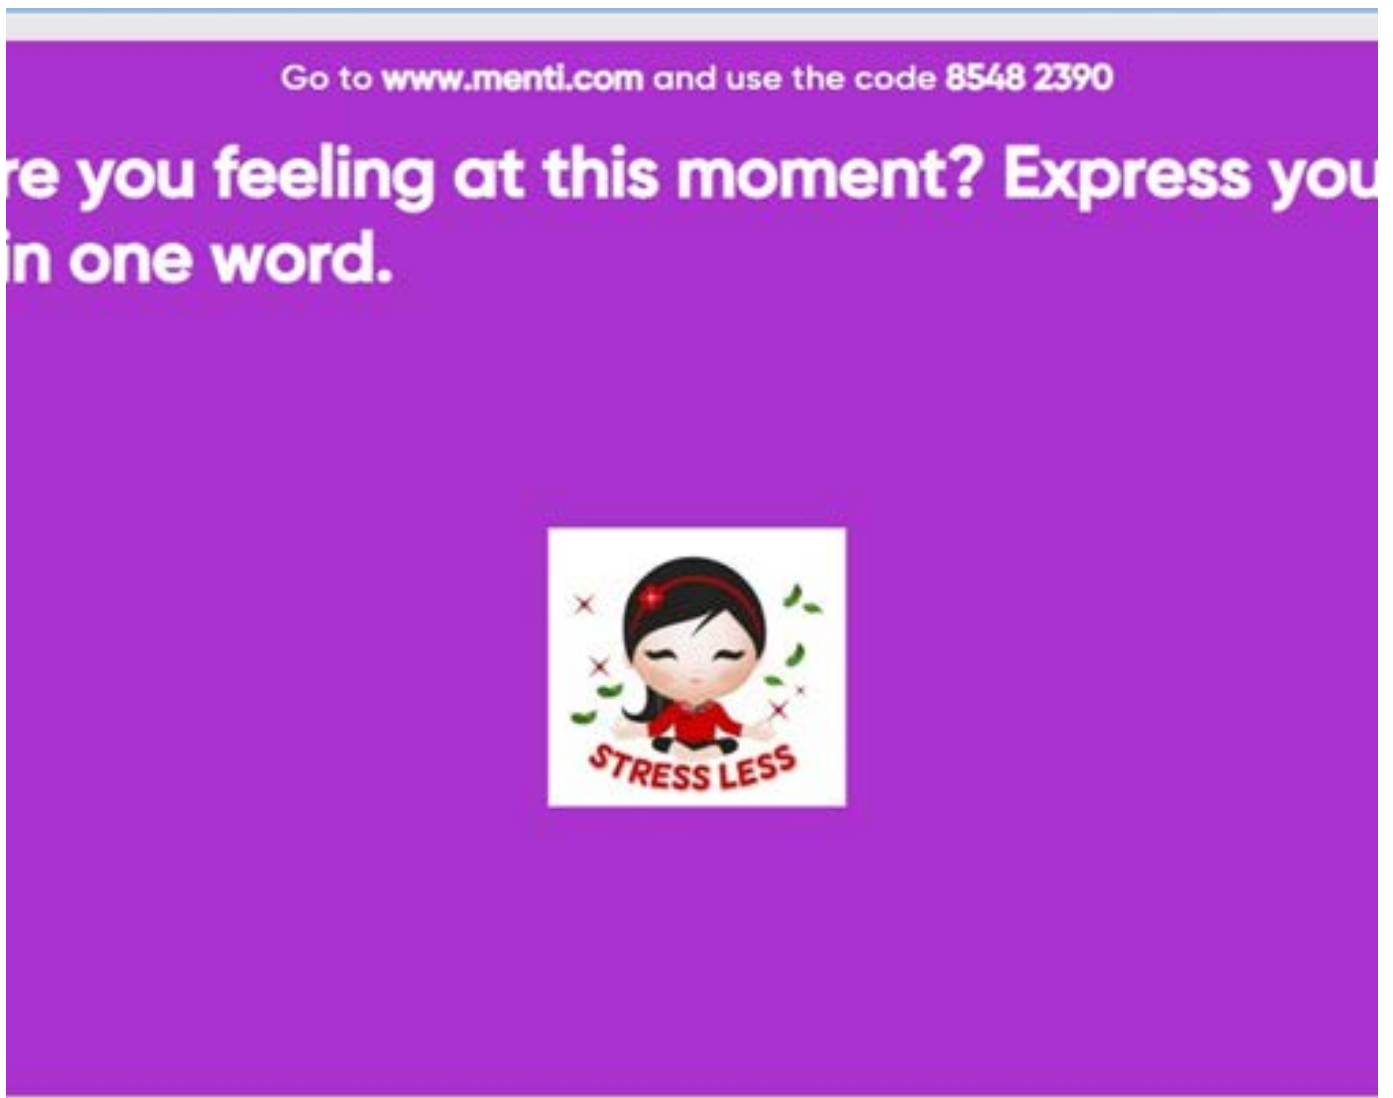 Go to www.menti.com and use the code 8548 2390
re you feeling at this moment? Express you
in one word.
STRESS LESS